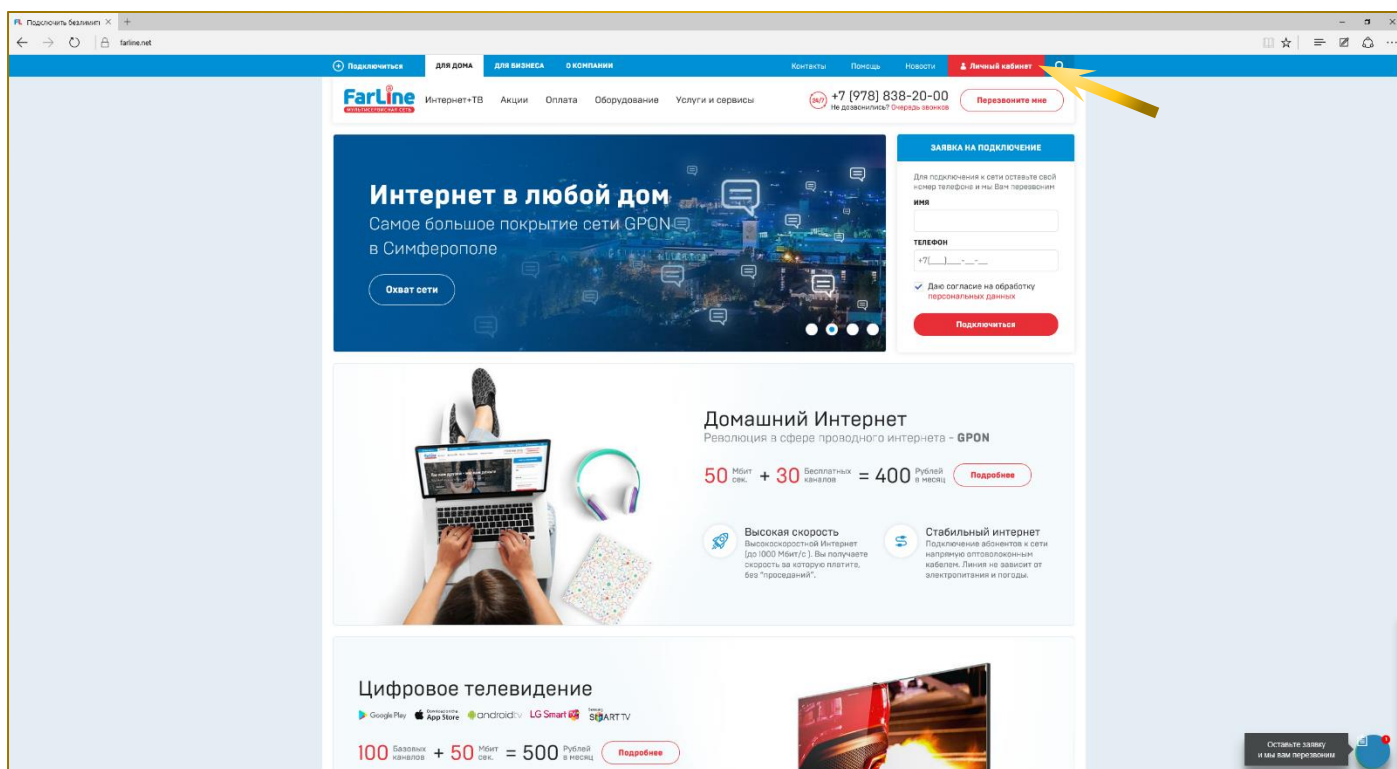 Подключить безлимитн
farline.net
Подключиться ДЛЯ ДОМА ДЛЯ БИЗНЕСА О КОМПАНИИ Контакты Помощь Новости Личный кабинет
FarLine
МУЛЬТИСЕРВИСНАЯ СЕТЬ
Интернет+ТВ Акции Оплата Оборудование Услуги и сервисы
24/7 +7 (978) 838-20-00
Не дозвонились? Очередь звонков
Перезвоните мне
Интернет в любой дом
Самое большое покрытие сети GPON
в Симферополе
Охват сети
ЗАЯВКА НА ПОДКЛЮЧЕНИЕ
Для подключения к сети оставьте свой
номер телефона и мы Вам перезвоним
ИМЯ
ТЕЛЕФОН
+7(___)___-__-__
Даю согласие на обработку
персональных данных
Подключиться
Домашний Интернет
Революция в сфере проводного интернета - GPON
50 Мбит сек. + 30 Бесплатных каналов = 400 Рублей в месяц Подробнее
Высокая скорость
Высокоскоростной Интернет
(до 1000 Мбит/с ). Вы получаете
скорость за которую платите,
без "проседаний".
Стабильный интернет
Подключение абонентов к сети
напрямую оптоволоконным
кабелем. Линия не зависит от
электропитания и погоды.
Цифровое телевидение
Google Play App Store androidtv LG Smart SMART TV
100 Базовых каналов + 50 Мбит сек. = 500 Рублей в месяц Подробнее
Оставьте заявку
и мы вам перезвоним